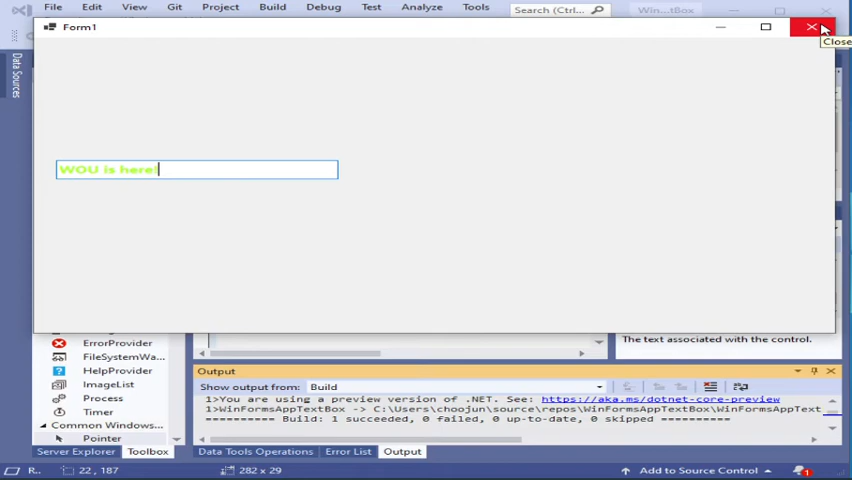 File Edit View Git Project Build Debug Test Analyze Tools Search (Ctrl... Win...tBox
Form1
Close
Data Sources
WOU is here!
ErrorProvider
FileSystemWa...
HelpProvider
ImageList
Process
Timer
Common Windows...
Pointer
The text associated with the control.
Output
Show output from: Build
1>You are using a preview version of .NET. See: https://aka.ms/dotnet-core-preview
1>WinFormsAppTextBox -> C:\Users\choojun\source\repos\WinFormsAppTextBox\WinFormsAppText
========== Build: 1 succeeded, 0 failed, 0 up-to-date, 0 skipped ==========
Server Explorer Toolbox Data Tools Operations Error List Output
R.. 22 , 187 282 x 29 Add to Source Control 1